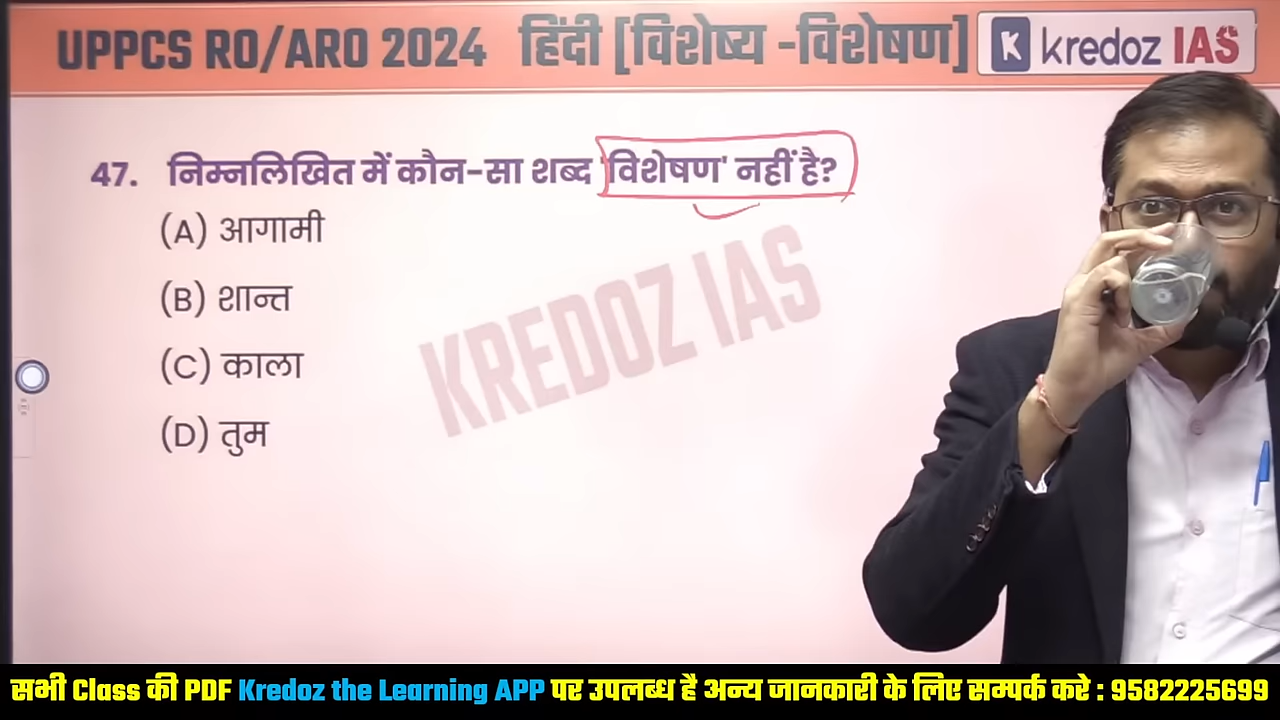 UPPCS RO/ARO 2024 हिंदी [विशेष्य -विशेषण]
K kredoz IAS
47. निम्नलिखित में कौन-सा शब्द 'विशेषण' नहीं है?
(A) आगामी
(B) शान्त
(C) काला
(D) तुम
KREDOZ IAS
सभी Class की PDF Kredoz the Learning APP पर उपलब्ध है अन्य जानकारी के लिए सम्पर्क करे : 9582225699